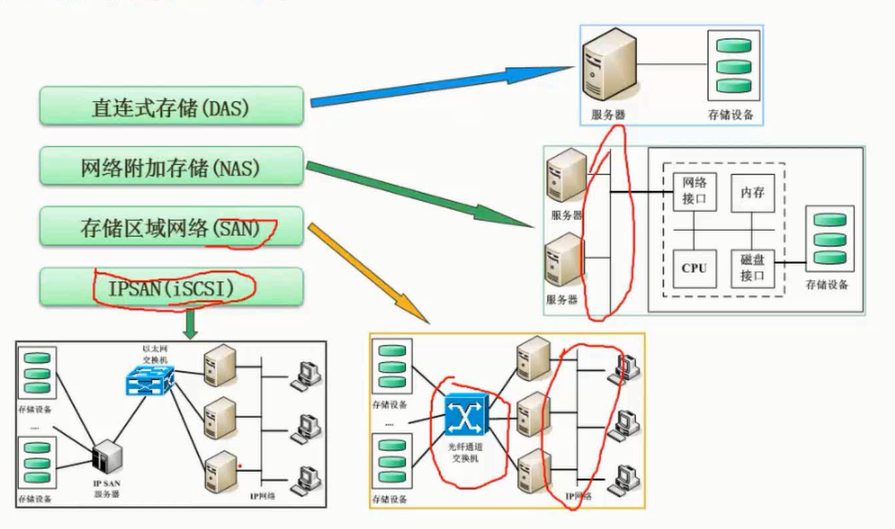 直连式存储(DAS)
网络附加存储(NAS)
存储区域网络(SAN)
IPSAN(iSCSI)
服务器
存储设备
服务器
服务器
网络
接口
内存
CPU
磁盘
接口
存储设备
以太网
交换机
存储设备
....
存储设备
IP SAN
服务器
IP网络
存储设备
....
存储设备
光纤通道
交换机
IP网络